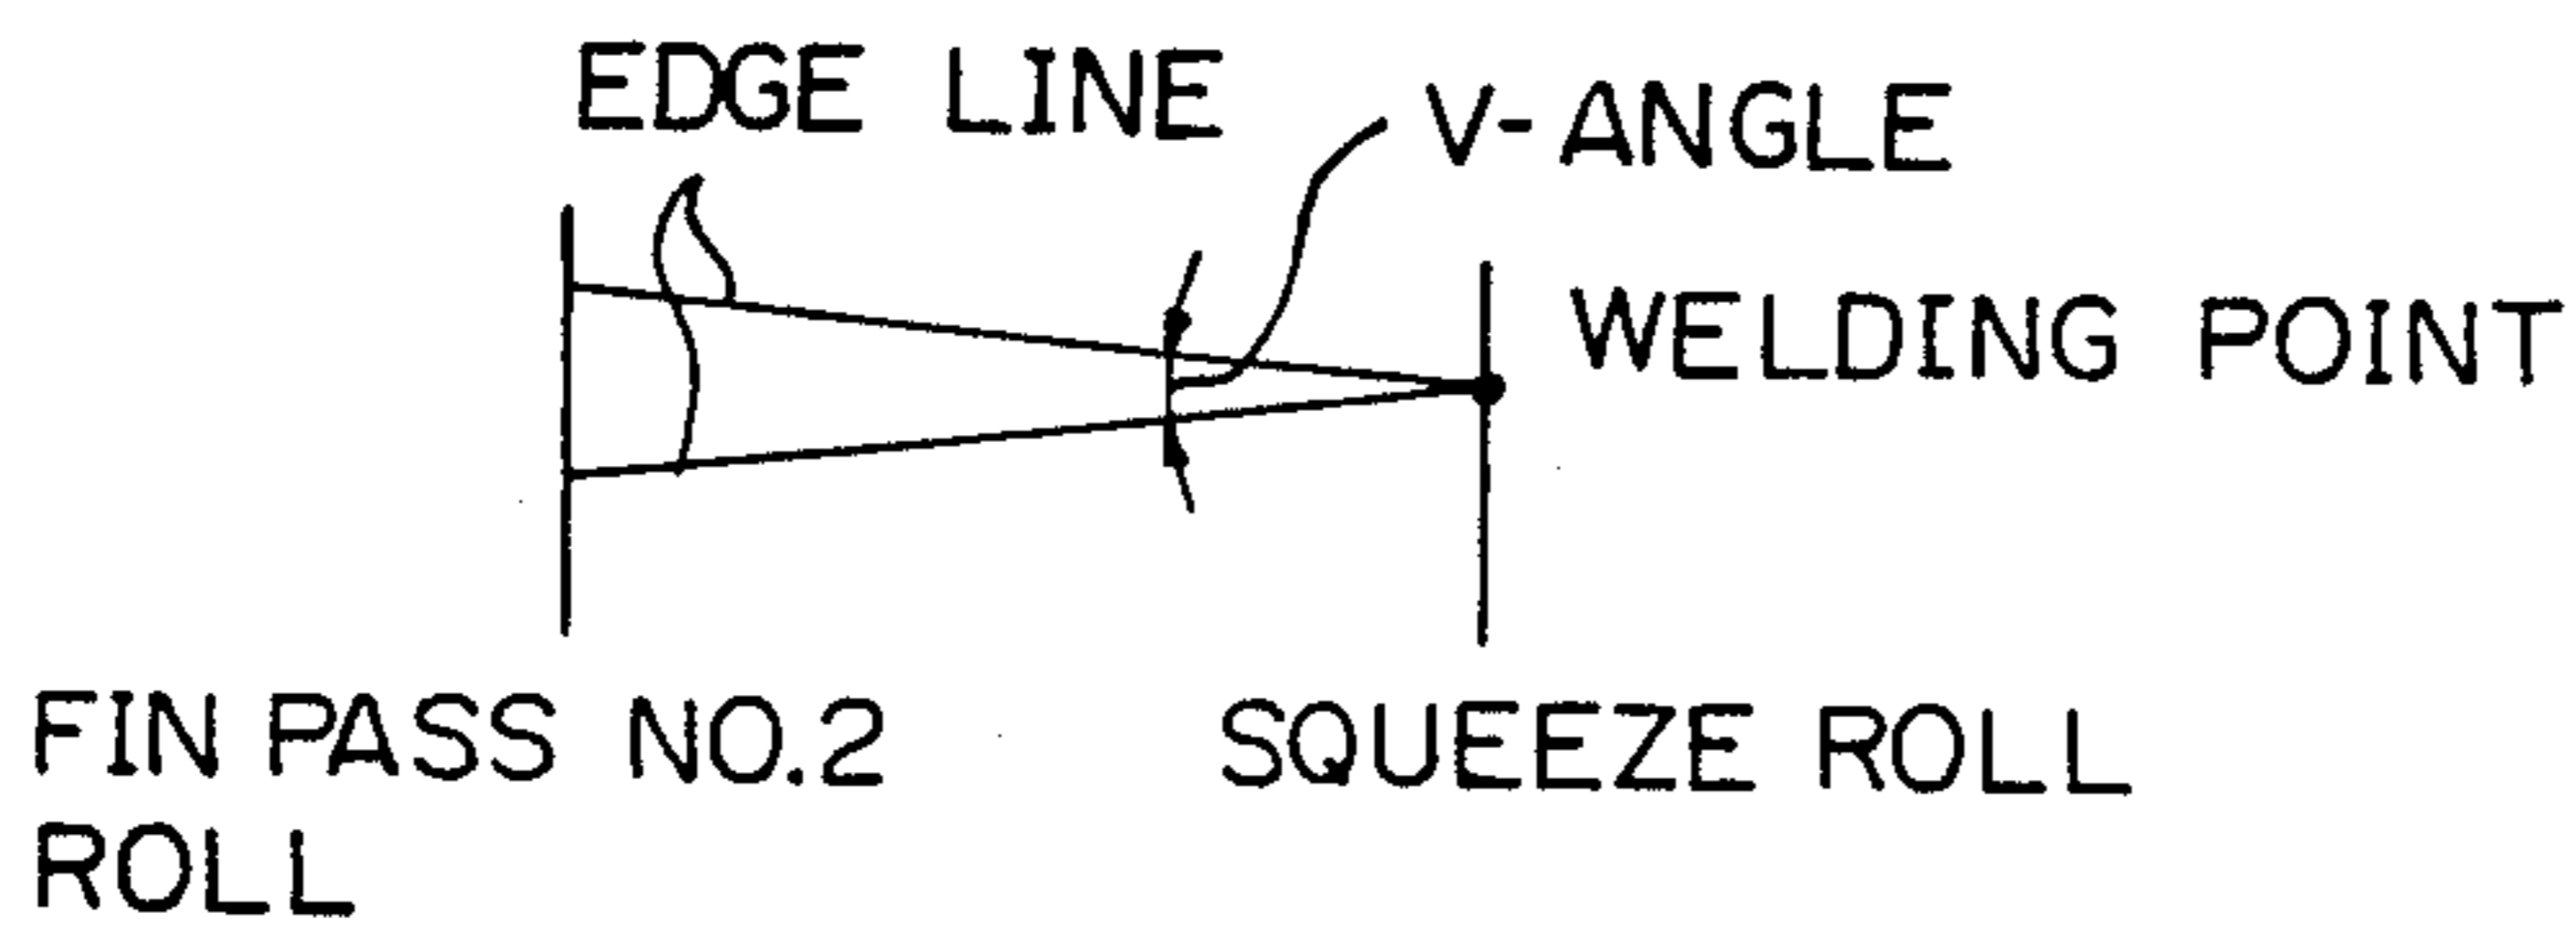 EDGE LINE
V-ANGLE
WELDING POINT
FIN PASS NO.2
ROLL
SQUEEZE ROLL